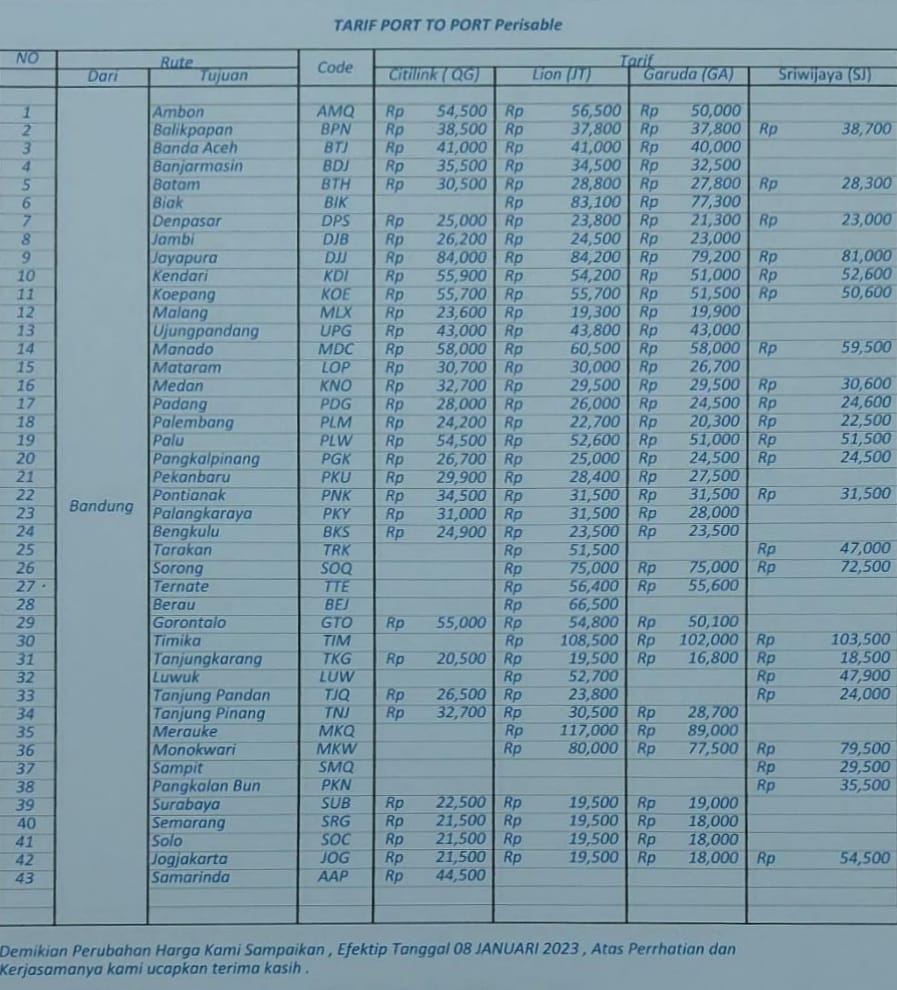 TARIF PORT TO PORT Perisable
NO Rute Code Tarif
Dari Tujuan Citilink ( QG) Lion (JT) Garuda (GA) Sriwijaya (SJ)
1 Ambon AMQ Rp 54,500 Rp 56,500 Rp 50,000
2 Balikpapan BPN Rp 38,500 Rp 37,800 Rp 37,800 Rp 38,700
3 Banda Aceh BTJ Rp 41,000 Rp 41,000 Rp 40,000
4 Banjarmasin BDJ Rp 35,500 Rp 34,500 Rp 32,500
5 Batam BTH Rp 30,500 Rp 28,800 Rp 27,800 Rp 28,300
6 Biak BIK Rp 83,100 Rp 77,300
7 Denpasar DPS Rp 25,000 Rp 23,800 Rp 21,300 Rp 23,000
8 Jambi DJB Rp 26,200 Rp 24,500 Rp 23,000
9 Jayapura DJJ Rp 84,000 Rp 84,200 Rp 79,200 Rp 81,000
10 Kendari KDI Rp 55,900 Rp 54,200 Rp 51,000 Rp 52,600
11 Koepang KOE Rp 55,700 Rp 55,700 Rp 51,500 Rp 50,600
12 Malang MLX Rp 23,600 Rp 19,300 Rp 19,900
13 Ujungpandang UPG Rp 43,000 Rp 43,800 Rp 43,000
14 Manado MDC Rp 58,000 Rp 60,500 Rp 58,000 Rp 59,500
15 Mataram LOP Rp 30,700 Rp 30,000 Rp 26,700
16 Medan KNO Rp 32,700 Rp 29,500 Rp 29,500 Rp 30,600
17 Padang PDG Rp 28,000 Rp 26,000 Rp 24,500 Rp 24,600
18 Palembang PLM Rp 24,200 Rp 22,700 Rp 20,300 Rp 22,500
19 Palu PLW Rp 54,500 Rp 52,600 Rp 51,000 Rp 51,500
20 Pangkalpinang PGK Rp 26,700 Rp 25,000 Rp 24,500 Rp 24,500
21 Pekanbaru PKU Rp 29,900 Rp 28,400 Rp 27,500
22 Bandung Pontianak PNK Rp 34,500 Rp 31,500 Rp 31,500 Rp 31,500
23 Palangkaraya PKY Rp 31,000 Rp 31,500 Rp 28,000
24 Bengkulu BKS Rp 24,900 Rp 23,500 Rp 23,500
25 Tarakan TRK Rp 51,500 Rp 47,000
26 Sorong SOQ Rp 75,000 Rp 75,000 Rp 72,500
27 Ternate TTE Rp 56,400 Rp 55,600
28 Berau BEJ Rp 66,500
29 Gorontalo GTO Rp 55,000 Rp 54,800 Rp 50,100
30 Timika TIM Rp 108,500 Rp 102,000 Rp 103,500
31 Tanjungkarang TKG Rp 20,500 Rp 19,500 Rp 16,800 Rp 18,500
32 Luwuk LUW Rp 52,700 Rp 47,900
33 Tanjung Pandan TJQ Rp 26,500 Rp 23,800 Rp 24,000
34 Tanjung Pinang TNJ Rp 32,700 Rp 30,500 Rp 28,700
35 Merauke MKQ Rp 117,000 Rp 89,000
36 Monokwari MKW Rp 80,000 Rp 77,500 Rp 79,500
37 Sampit SMQ Rp 29,500
38 Pangkalan Bun PKN Rp 35,500
39 Surabaya SUB Rp 22,500 Rp 19,500 Rp 19,000
40 Semarang SRG Rp 21,500 Rp 19,500 Rp 18,000
41 Solo SOC Rp 21,500 Rp 19,500 Rp 18,000
42 Jogjakarta JOG Rp 21,500 Rp 19,500 Rp 18,000 Rp 54,500
43 Samarinda AAP Rp 44,500
Demikian Perubahan Harga Kami Sampaikan , Efektip Tanggal 08 JANUARI 2023 , Atas Perrhatian dan
Kerjasamanya kami ucapkan terima kasih .